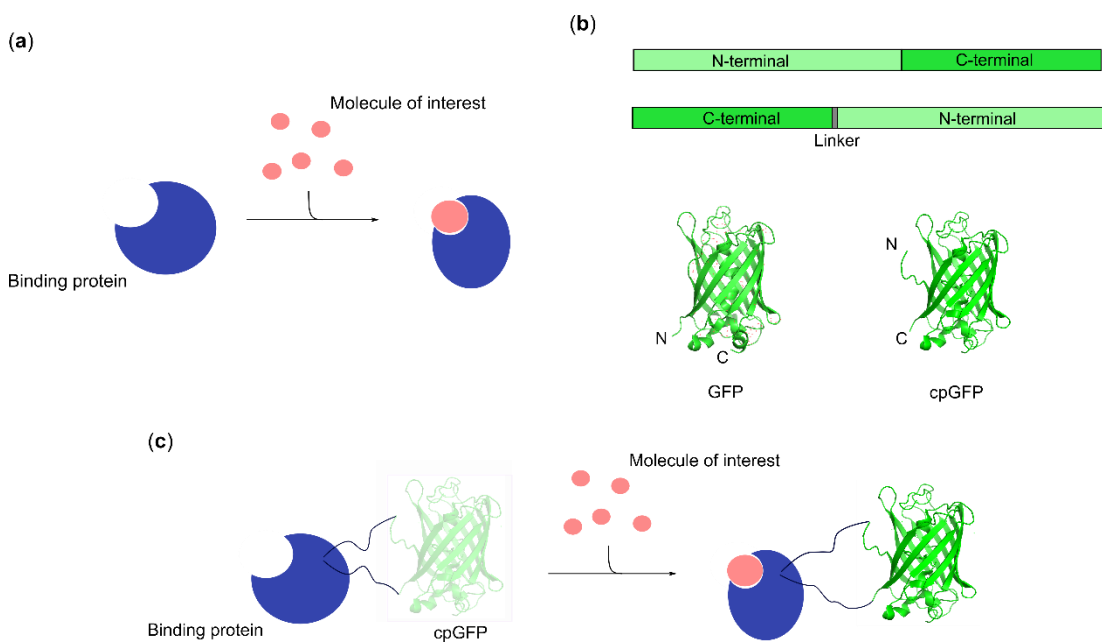 (a)
Molecule of interest
Binding protein
(b)
N-terminal C-terminal
C-terminal N-terminal
Linker
N
C
GFP
N
C
cpGFP
(c)
Molecule of interest
Binding protein
cpGFP